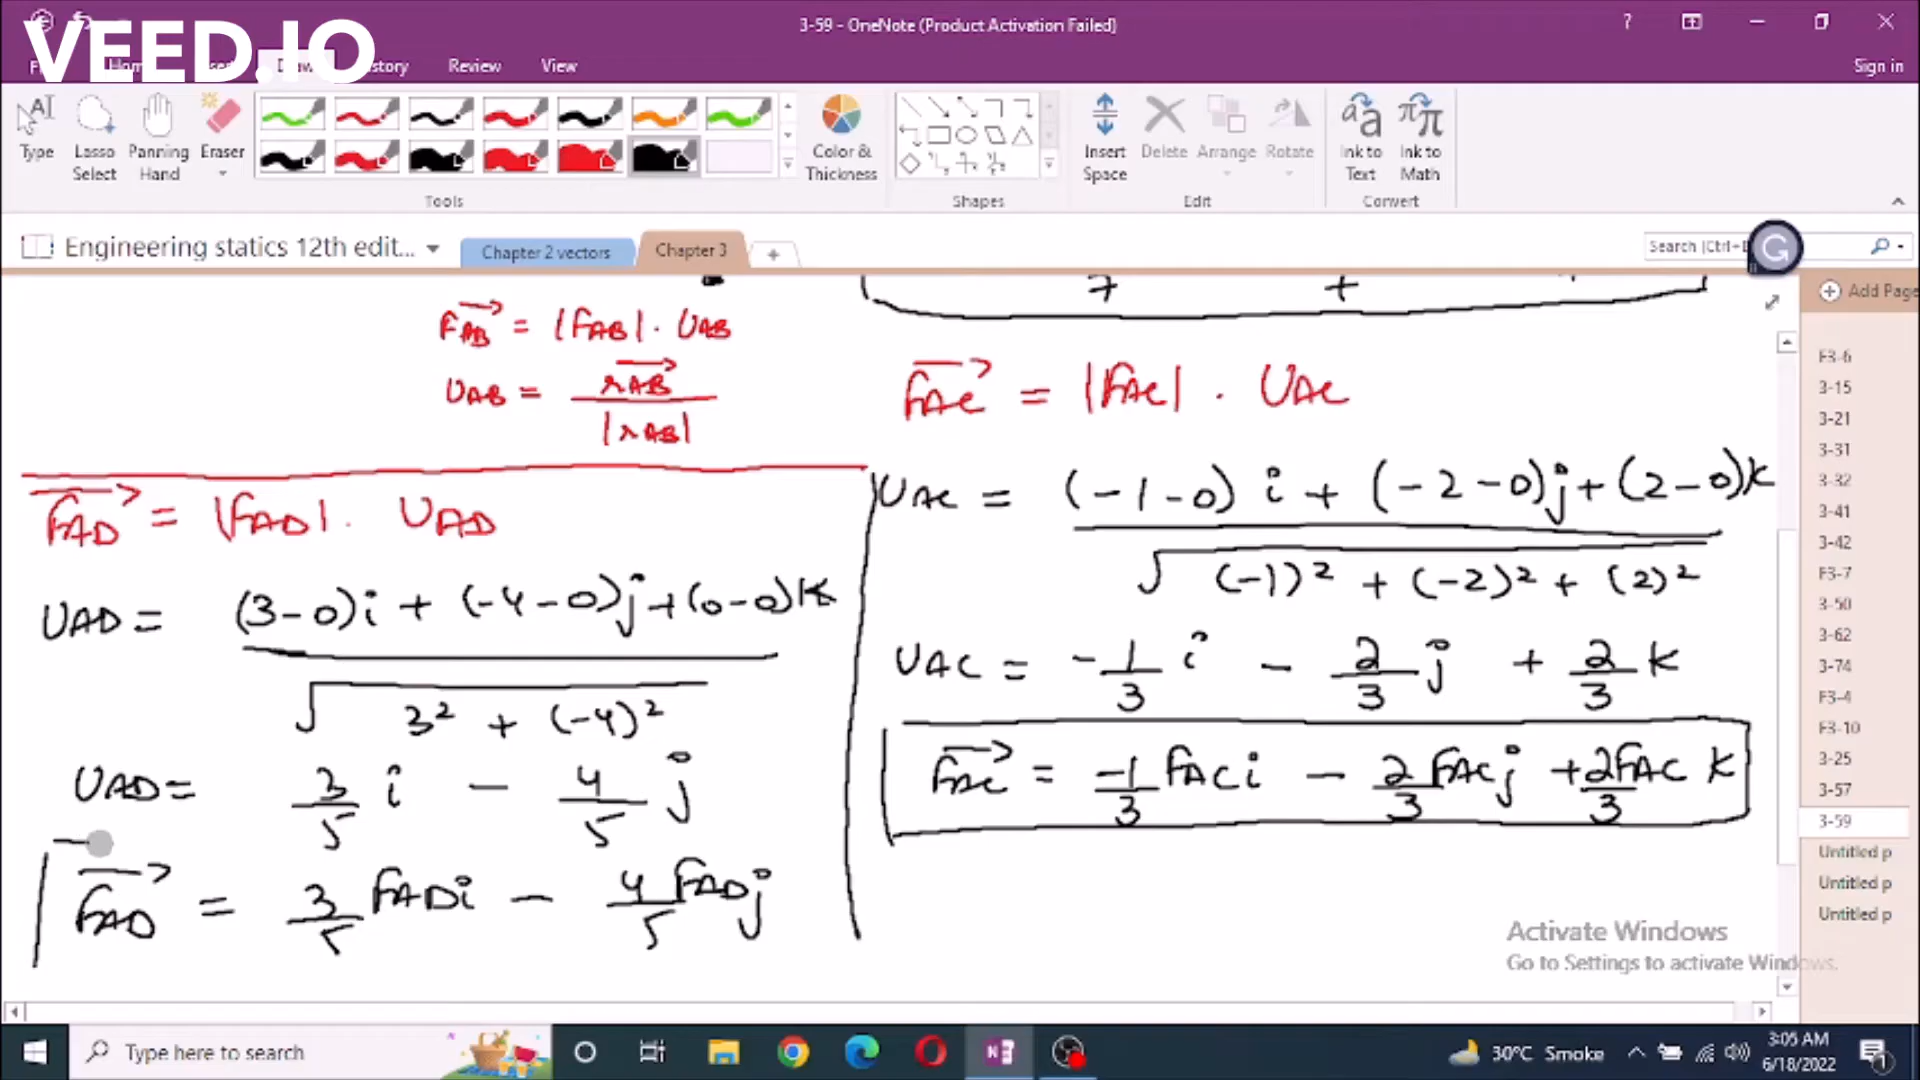 VEED.IO
3-59 - OneNote (Product Activation Failed)
Draw
Review
View
Sign in
Type
Lasso Select
Panning Hand
Eraser
Color & Thickness
Insert Space
Delete
Arrange
Rotate
Ink to Text
Ink to Math
Tools
Shapes
Edit
Convert
Engineering statics 12th edit...
Chapter 2 vectors
Chapter 3
Search (Ctrl+E
Add Page
7 +
FAB = |FAB| . UAB
UAB = rAB / |rAB|
FAD = |FAD| . UAD
UAD = (3-0)i + (-4-0)j + (0-0)K
√ 3² + (-4)²
UAD = 3/5 i - 4/5 j
FAD = 3/5 FAD i - 4/5 FAD j
FAC = |FAC| . UAC
UAC = (-1-0) i + (-2-0)j + (2-0)K
√ (-1)² + (-2)² + (2)²
UAC = -1/3 i - 2/3 j + 2/3 K
FAC = -1/3 FAC i - 2/3 FAC j + 2/3 FAC K
F3-6
3-15
3-21
3-31
3-32
3-41
3-42
F3-7
3-50
3-62
3-74
F3-4
F3-10
3-25
3-57
3-59
Untitled p
Untitled p
Untitled p
Activate Windows
Go to Settings to activate Windows.
Type here to search
30°C Smoke
3:05 AM
6/18/2022
1